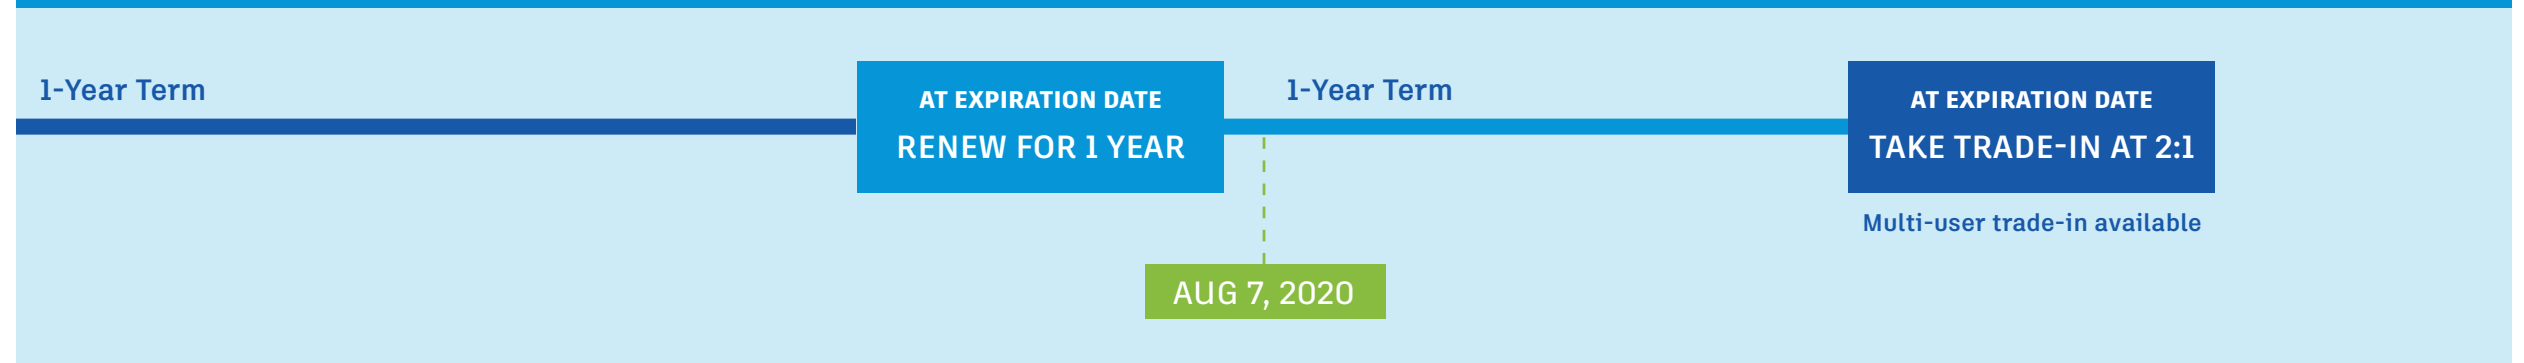 1-Year Term
AT EXPIRATION DATE
RENEW FOR 1 YEAR
1-Year Term
AT EXPIRATION DATE
TAKE TRADE-IN AT 2:1
Multi-user trade-in available
AUG 7, 2020